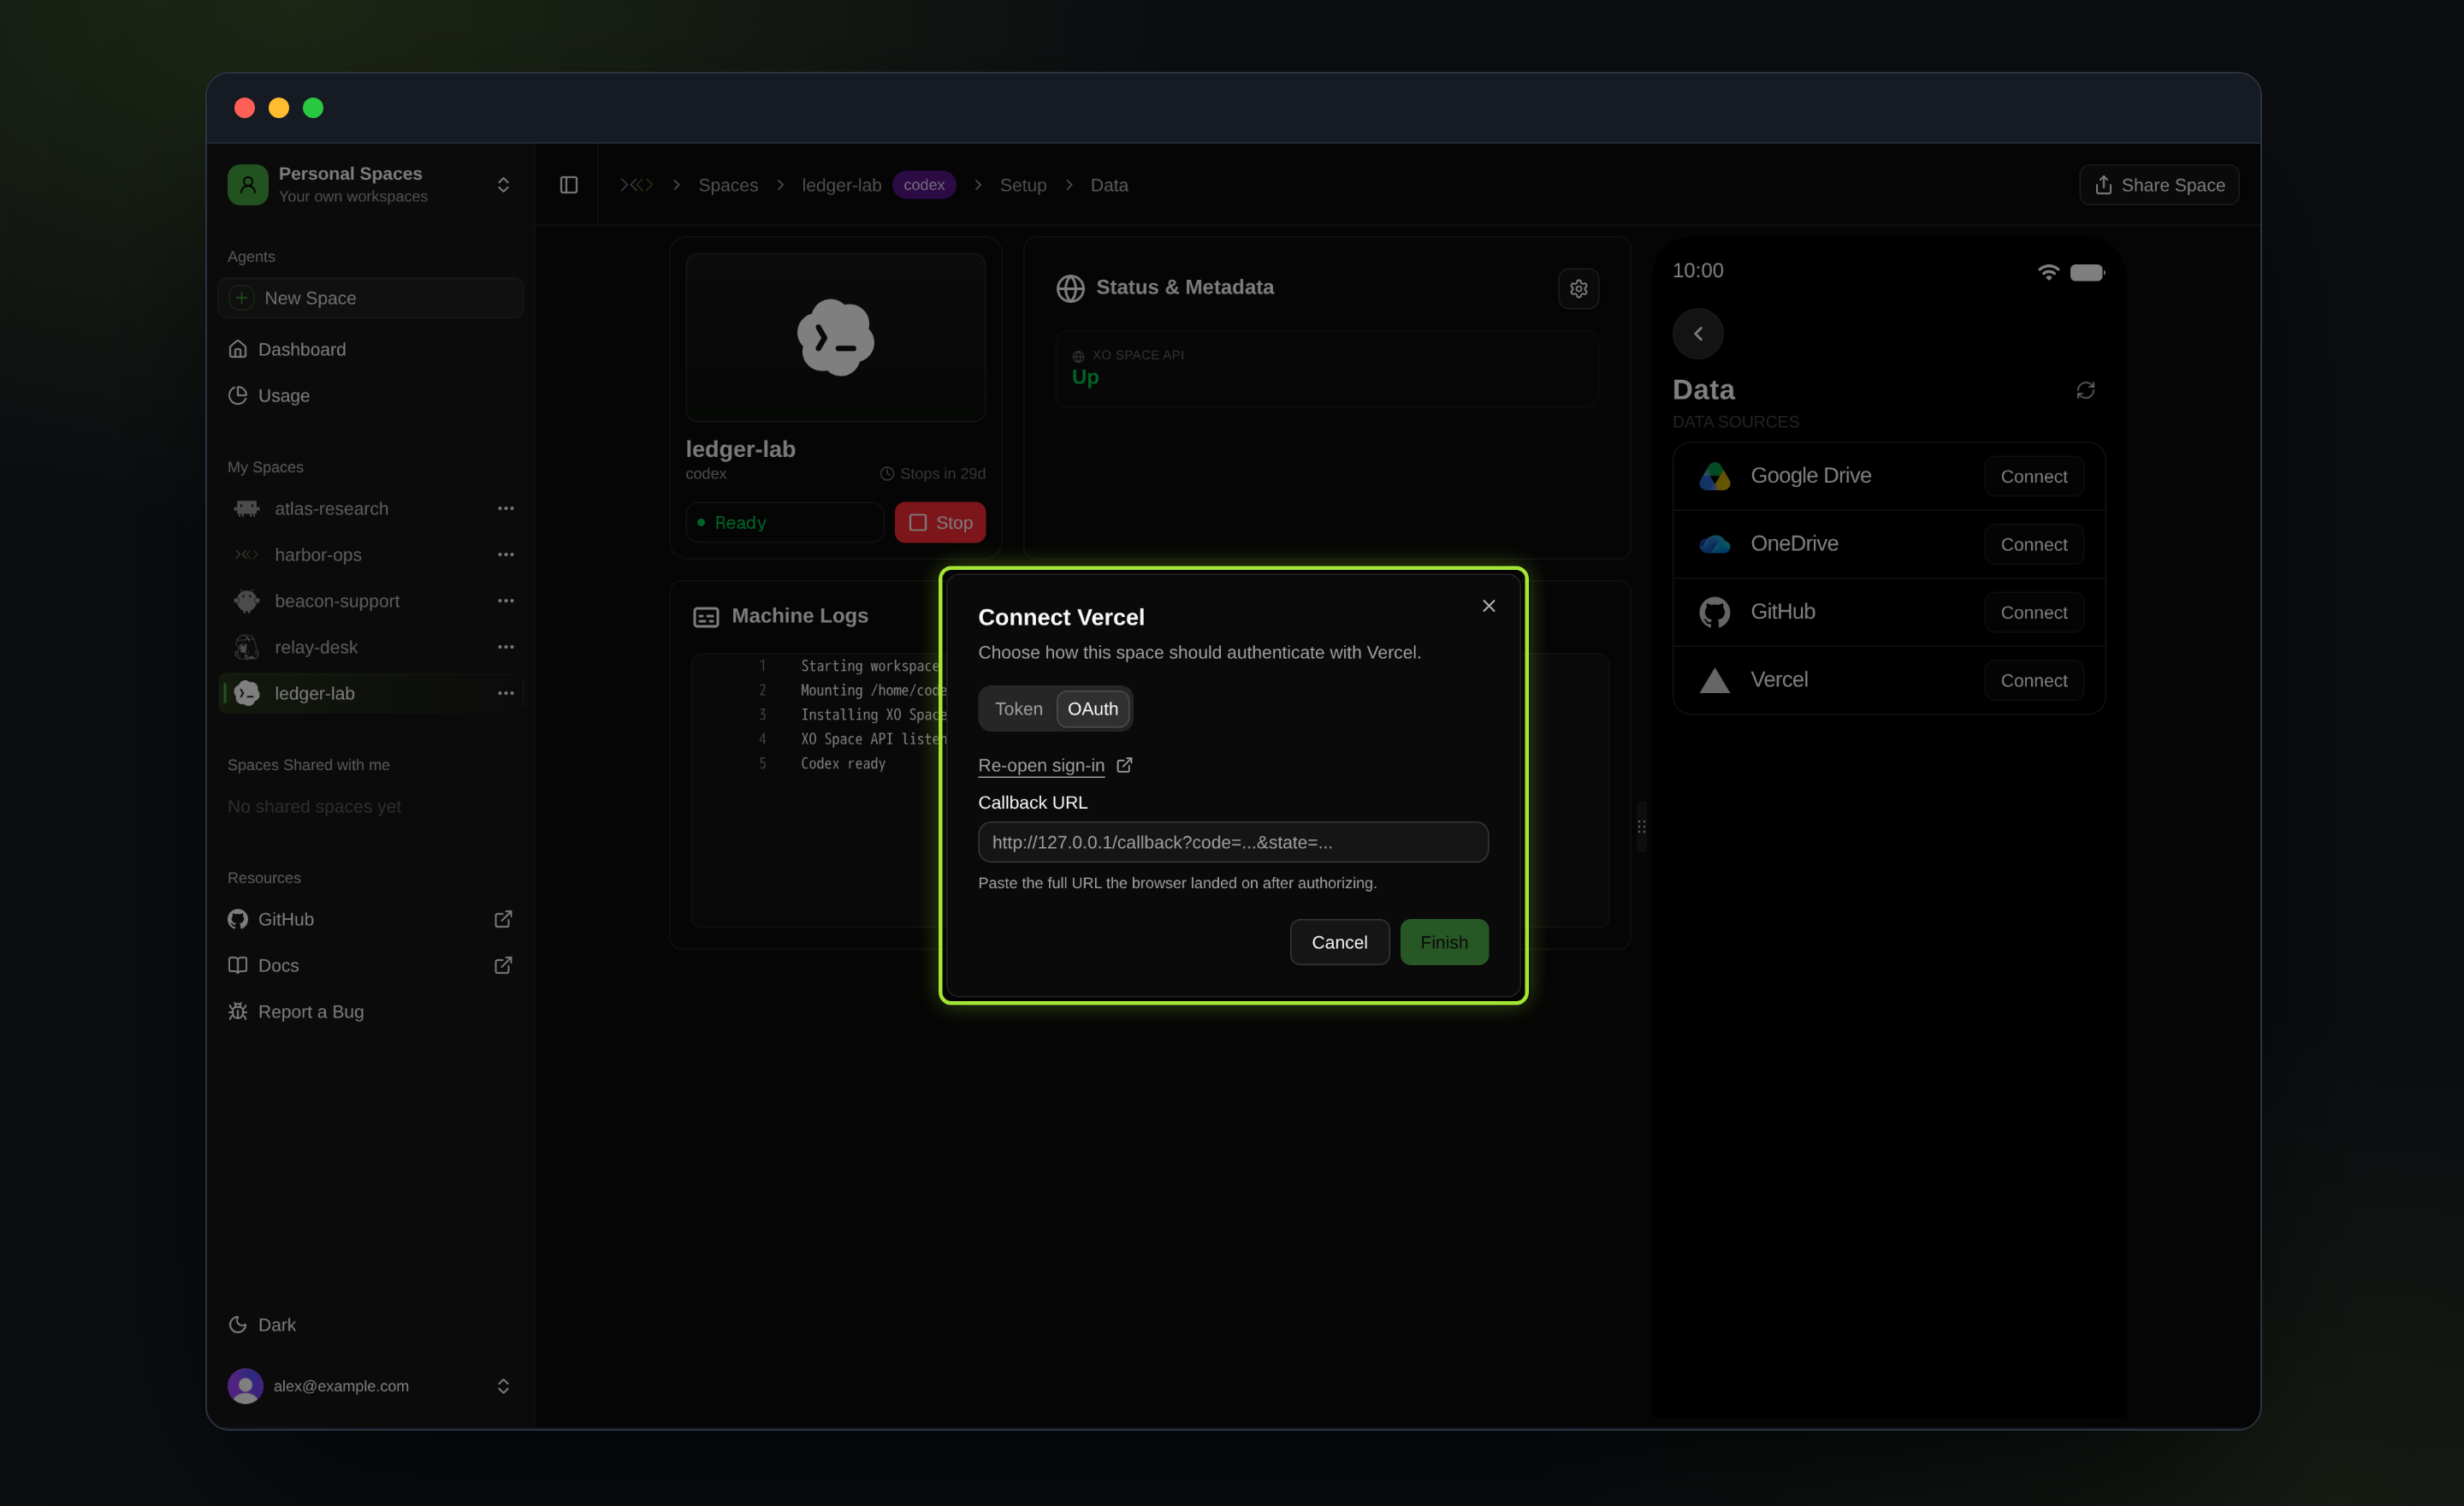 Personal Spaces
Your own workspaces
Agents
New Space
Dashboard
Usage
My Spaces
atlas-research
harbor-ops
beacon-support
relay-desk
ledger-lab
Spaces Shared with me
No shared spaces yet
Resources
GitHub
Docs
Report a Bug
Dark
alex@example.com
Spaces
ledger-lab
codex
Setup
Data
Share Space
ledger-lab
codex
Stops in 29d
Ready
Stop
Status & Metadata
XO SPACE API
Up
Machine Logs
1 Starting workspace
2 Mounting /home/code
3 Installing XO Space
4 XO Space API listen
5 Codex ready
Connect Vercel
Choose how this space should authenticate with Vercel.
Token
OAuth
Re-open sign-in
Callback URL
http://127.0.0.1/callback?code=...&state=...
Paste the full URL the browser landed on after authorizing.
Cancel
Finish
10:00
Data
DATA SOURCES
Google Drive
Connect
OneDrive
Connect
GitHub
Connect
Vercel
Connect